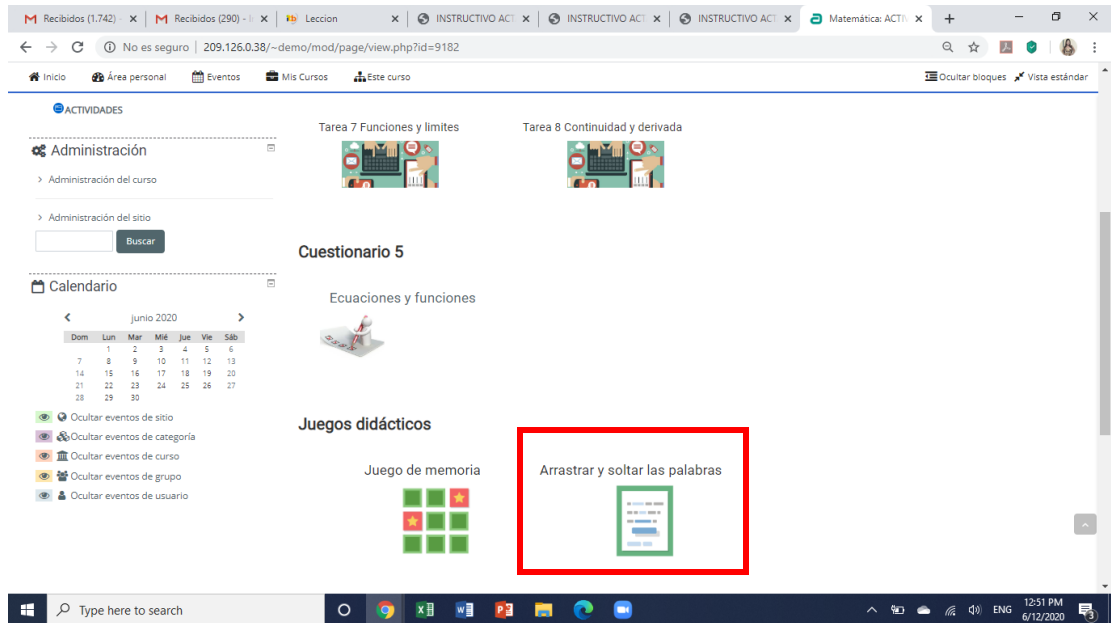 Recibidos (1.742) -
Recibidos (290) - l
Leccion
INSTRUCTIVO ACT
INSTRUCTIVO ACT
INSTRUCTIVO ACT
Matemática: ACTIV
No es seguro | 209.126.0.38/~demo/mod/page/view.php?id=9182
Inicio Área personal Eventos Mis Cursos Este curso Ocultar bloques Vista estándar
ACTIVIDADES
Administración
Administración del curso
Administración del sitio
Buscar
Calendario
junio 2020
Dom Lun Mar Mié Jue Vie Sáb
1 2 3 4 5 6
7 8 9 10 11 12 13
14 15 16 17 18 19 20
21 22 23 24 25 26 27
28 29 30
Ocultar eventos de sitio
Ocultar eventos de categoría
Ocultar eventos de curso
Ocultar eventos de grupo
Ocultar eventos de usuario
Tarea 7 Funciones y limites
Tarea 8 Continuidad y derivada
Cuestionario 5
Ecuaciones y funciones
Juegos didácticos
Juego de memoria
Arrastrar y soltar las palabras
Type here to search
ENG
12:51 PM
6/12/2020
3